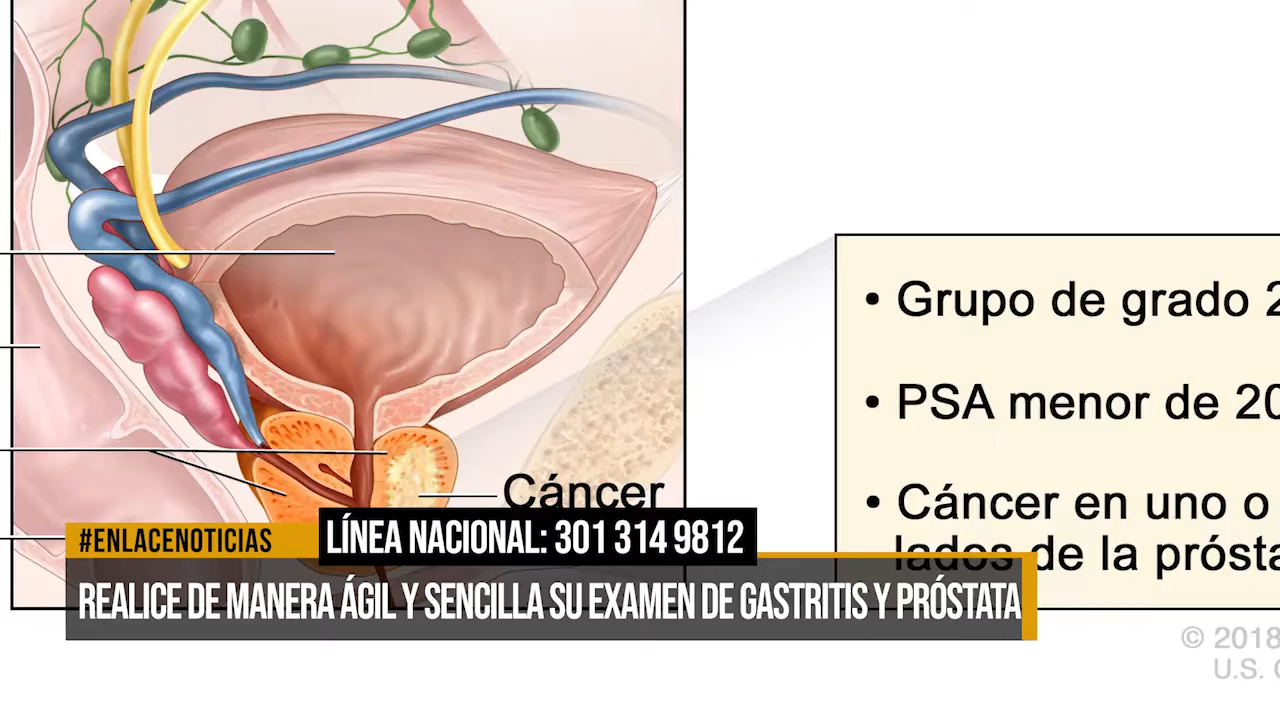 • Grupo de grado 2
• PSA menor de 20
• Cáncer en uno o
lados de la prósta
Cáncer
#ENLACENOTICIAS
LÍNEA NACIONAL: 301 314 9812
REALICE DE MANERA ÁGIL Y SENCILLA SU EXAMEN DE GASTRITIS Y PRÓSTATA
© 2018
U.S. G